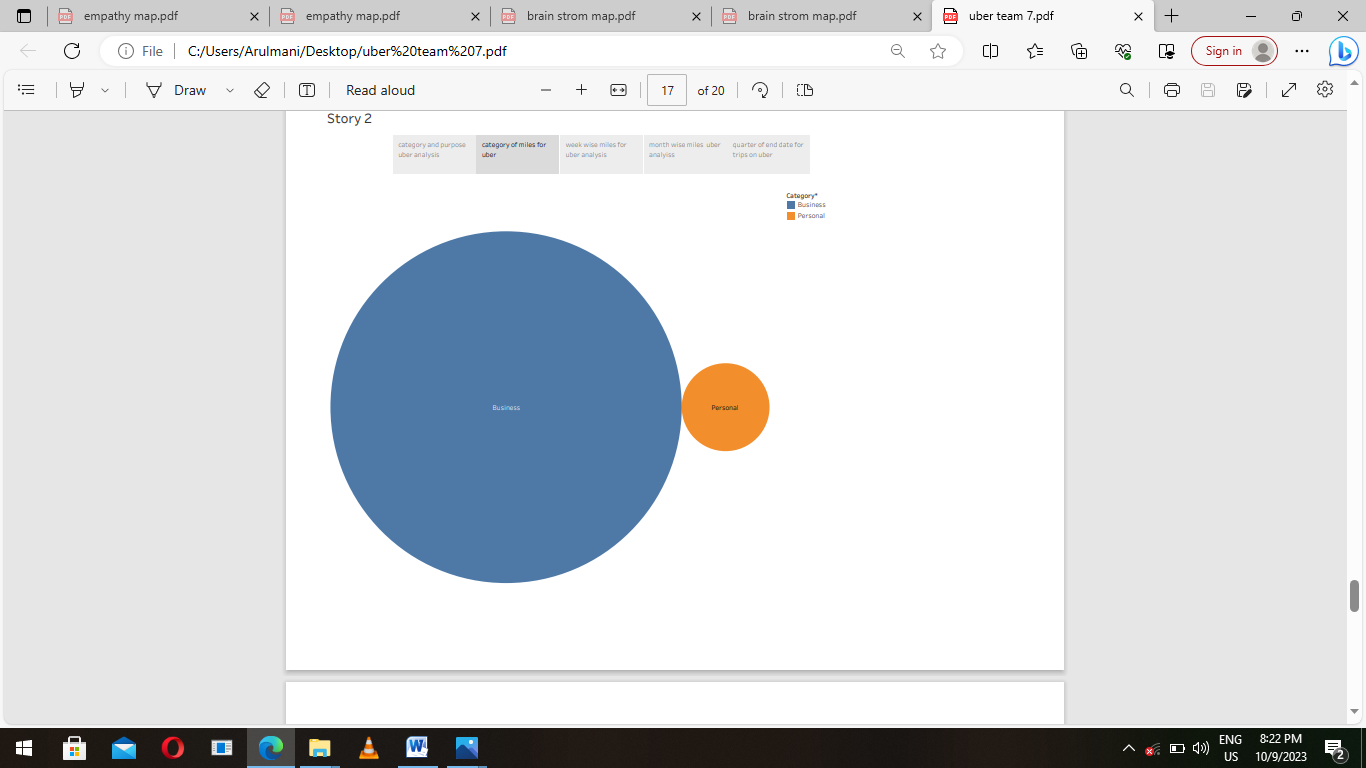 empathy map.pdf
empathy map.pdf
brain strom map.pdf
brain strom map.pdf
uber team 7.pdf
File
C:/Users/Arulmani/Desktop/uber%20team%207.pdf
Sign in
Draw
Read aloud
17
of 20
Story 2
category and purpose
uber analysis
category of miles for
uber
week wise miles for
uber analysis
month wise miles uber
analyiss
quarter of end date for
trips on uber
Category*
Business
Personal
Business
Personal
ENG
US
8:22 PM
10/9/2023
2